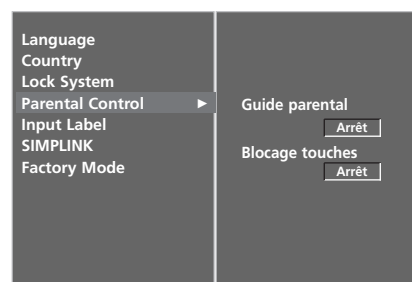 Language
Country
Lock System
Parental Control ►
Input Label
SIMPLINK
Factory Mode
Guide parental
Arrêt
Blocage touches
Arrêt